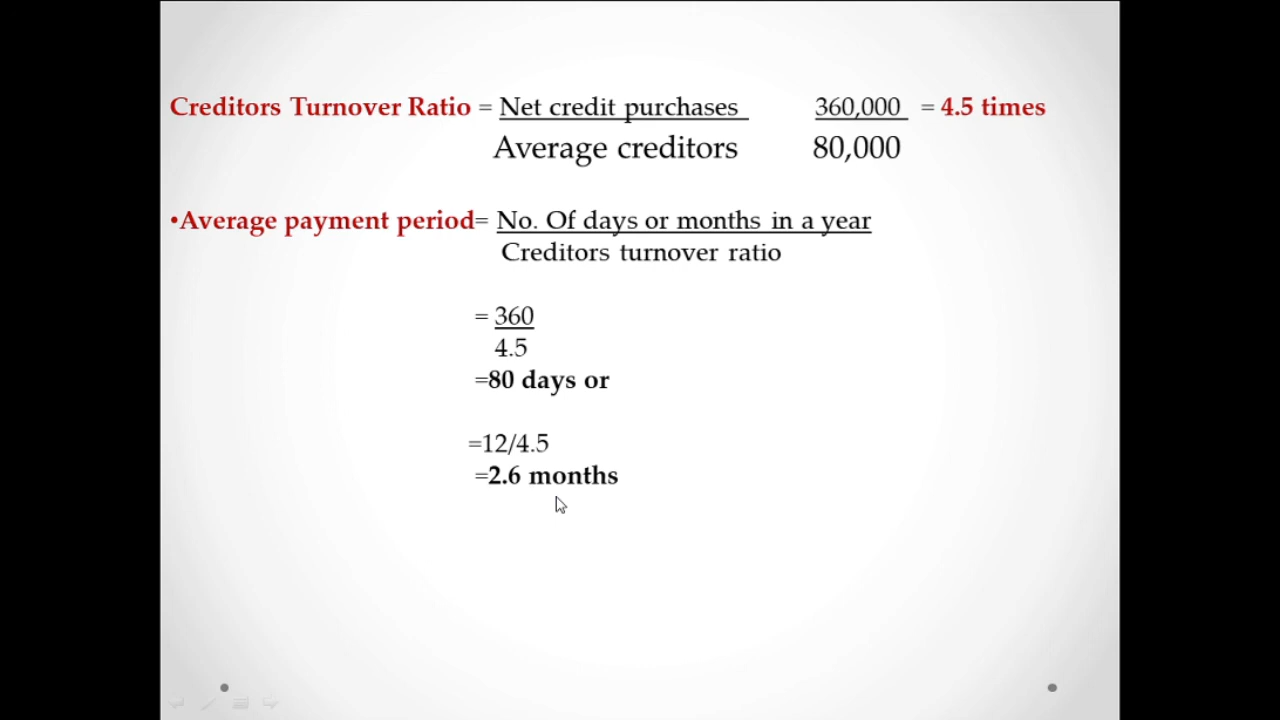 Creditors Turnover Ratio = Net credit purchases 360,000 = 4.5 times
Average creditors 80,000
•Average payment period= No. Of days or months in a year
Creditors turnover ratio
= 360
4.5
=80 days or
=12/4.5
=2.6 months